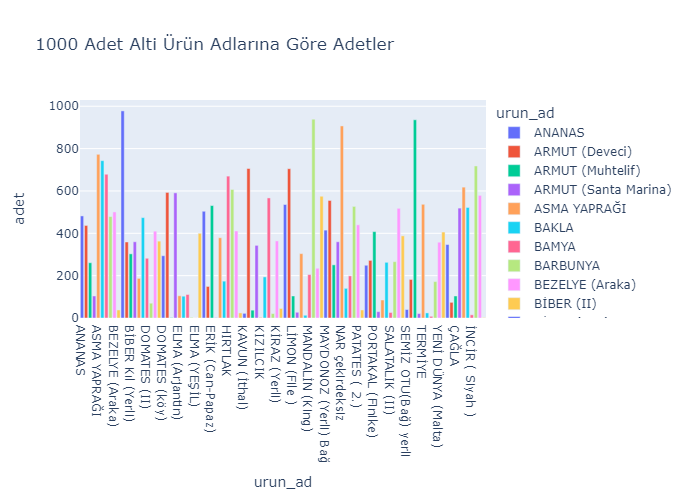 1000 Adet Alti Ürün Adlarına Göre Adetler
urun_ad
1000
800
600
400
200
0
adet
ANANAS
ARMUT (Deveci)
ARMUT (Muhtelif)
ARMUT (Santa Marina)
ASMA YAPRAĞI
BAKLA
BAMYA
BARBUNYA
BEZELYE (Araka)
BİBER (II)
ANANAS
ASMA YAPRAĞI
BEZELYE (Araka)
BİBER Kıl (Yerli)
DOMATES (II)
DOMATES (köy)
ELMA (Arjantin)
ELMA (YEŞİL)
ERİK (Can-Papaz)
HIRTLAK
KAVUN (İthal)
KIZILCIK
KİRAZ (Yerli)
LİMON (File )
MANDALİN (King)
MAYDONOZ (Yerli) Bağ
NAR çekirdeksiz
PATATES ( 2.)
PORTAKAL (Finike)
SALATALIK (II)
SEMİZ OTU(Bağ) yerli
TERMİYE
YENİ DÜNYA (Malta)
ÇAĞLA
İNCİR ( Siyah )
urun_ad